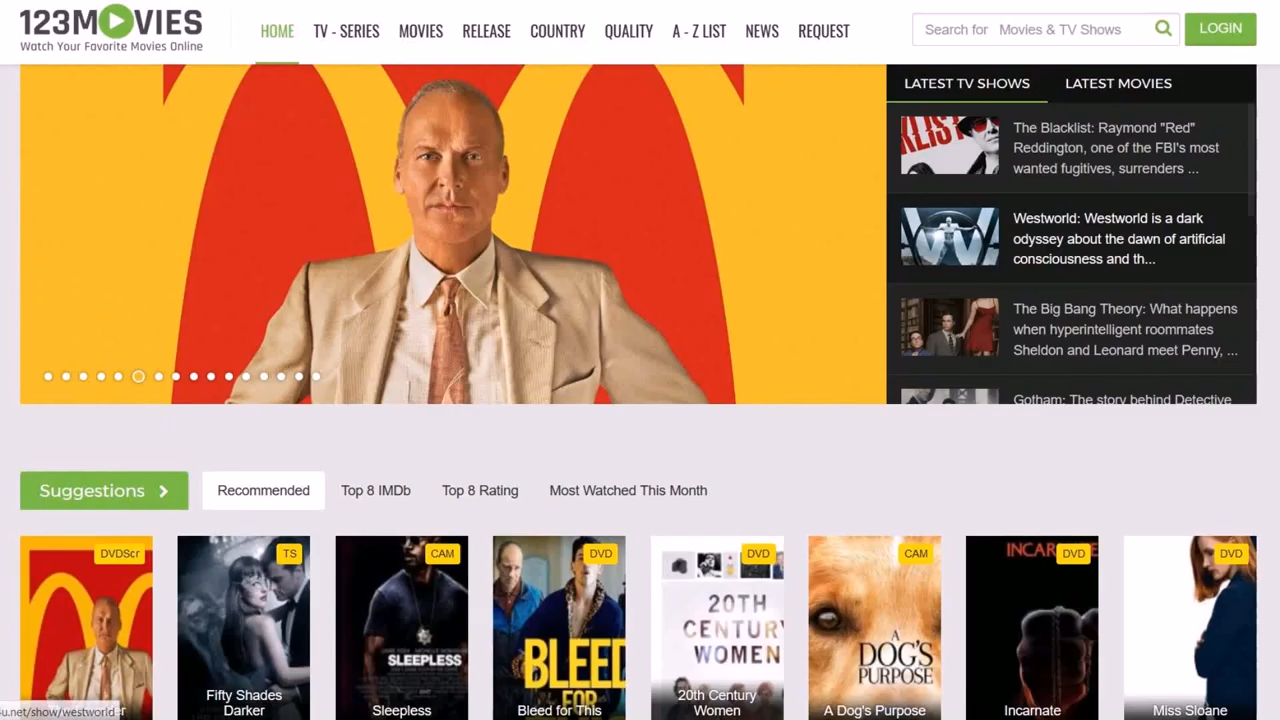 123MOVIES
Watch Your Favorite Movies Online
HOME
TV - SERIES
MOVIES
RELEASE
COUNTRY
QUALITY
A - Z LIST
NEWS
REQUEST
Search for Movies & TV Shows
LOGIN
LATEST TV SHOWS
LATEST MOVIES
The Blacklist: Raymond "Red"
Reddington, one of the FBI's most
wanted fugitives, surrenders ...
Westworld: Westworld is a dark
odyssey about the dawn of artificial
consciousness and th...
The Big Bang Theory: What happens
when hyperintelligent roommates
Sheldon and Leonard meet Penny, ...
Gotham: The story behind Detective
Suggestions
Recommended
Top 8 IMDb
Top 8 Rating
Most Watched This Month
DVDScr
TS
CAM
DVD
DVD
CAM
DVD
DVD
Fifty Shades
Darker
SLEEPLESS
Sleepless
BLEED
FOR
Bleed for This
20TH
CENTURY
WOMEN
20th Century
Women
A
DOG'S
PURPOSE
A Dog's Purpose
Incarnate
Miss Sloane
u.net/show/westworld